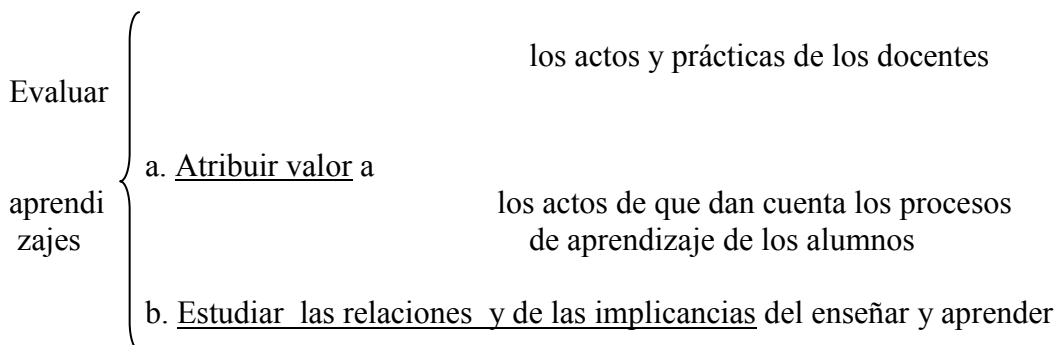 los actos y prácticas de los docentes
Evaluar
a. Atribuir valor a
aprendi
los actos de que dan cuenta los procesos
zajes
de aprendizaje de los alumnos
b. Estudiar las relaciones y de las implicancias del enseñar y aprender